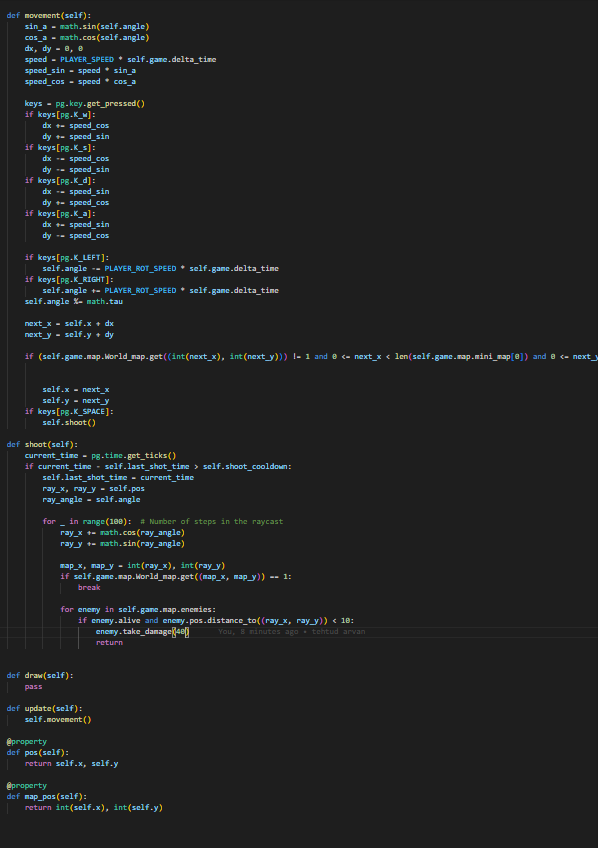 def movement(self):
    sin_a = math.sin(self.angle)
    cos_a = math.cos(self.angle)
    dx, dy = 0, 0
    speed = PLAYER_SPEED * self.game.delta_time
    speed_sin = speed * sin_a
    speed_cos = speed * cos_a

    keys = pg.key.get_pressed()
    if keys[pg.K_w]:
        dx += speed_cos
        dy += speed_sin
    if keys[pg.K_s]:
        dx -= speed_cos
        dy -= speed_sin
    if keys[pg.K_d]:
        dx -= speed_sin
        dy += speed_cos
    if keys[pg.K_a]:
        dx += speed_sin
        dy -= speed_cos

    if keys[pg.K_LEFT]:
        self.angle -= PLAYER_ROT_SPEED * self.game.delta_time
    if keys[pg.K_RIGHT]:
        self.angle += PLAYER_ROT_SPEED * self.game.delta_time
    self.angle %= math.tau

    next_x = self.x + dx
    next_y = self.y + dy

    if (self.game.map.World_map.get((int(next_x), int(next_y))) != 1 and 0 <= next_x < len(self.game.map.mini_map[0]) and 0 <= next_y

        self.x = next_x
        self.y = next_y
    if keys[pg.K_SPACE]:
        self.shoot()

def shoot(self):
    current_time = pg.time.get_ticks()
    if current_time - self.last_shot_time > self.shoot_cooldown:
        self.last_shot_time = current_time
        ray_x, ray_y = self.pos
        ray_angle = self.angle

        for _ in range(100):  # Number of steps in the raycast
            ray_x += math.cos(ray_angle)
            ray_y += math.sin(ray_angle)

            map_x, map_y = int(ray_x), int(ray_y)
            if self.game.map.World_map.get((map_x, map_y)) == 1:
                break

            for enemy in self.game.map.enemies:
                if enemy.alive and enemy.pos.distance_to((ray_x, ray_y)) < 10:
                    enemy.take_damage(40)    You, 8 minutes ago • tehtud arvan
                    return

def draw(self):
    pass

def update(self):
    self.movement()

@property
def pos(self):
    return self.x, self.y

@property
def map_pos(self):
    return int(self.x), int(self.y)